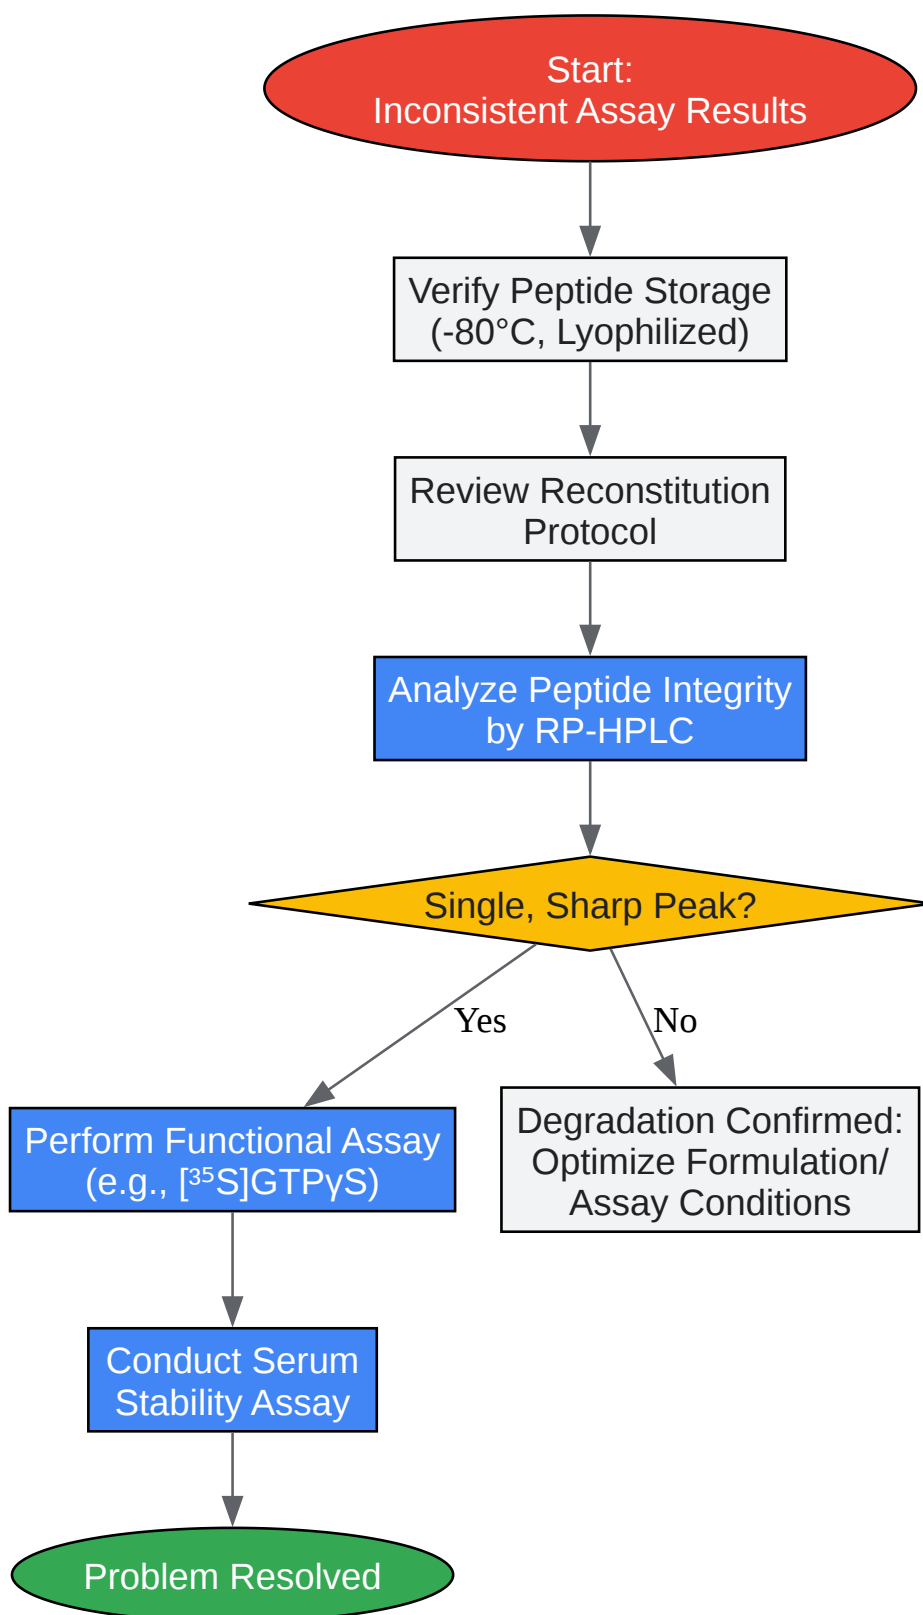 Start:
Inconsistent Assay Results
Verify Peptide Storage
(-80°C, Lyophilized)
Review Reconstitution
Protocol
Analyze Peptide Integrity
by RP-HPLC
Single, Sharp Peak?
Yes
No
Perform Functional Assay
(e.g., [³⁵S]GTPγS)
Degradation Confirmed:
Optimize Formulation/
Assay Conditions
Conduct Serum
Stability Assay
Problem Resolved